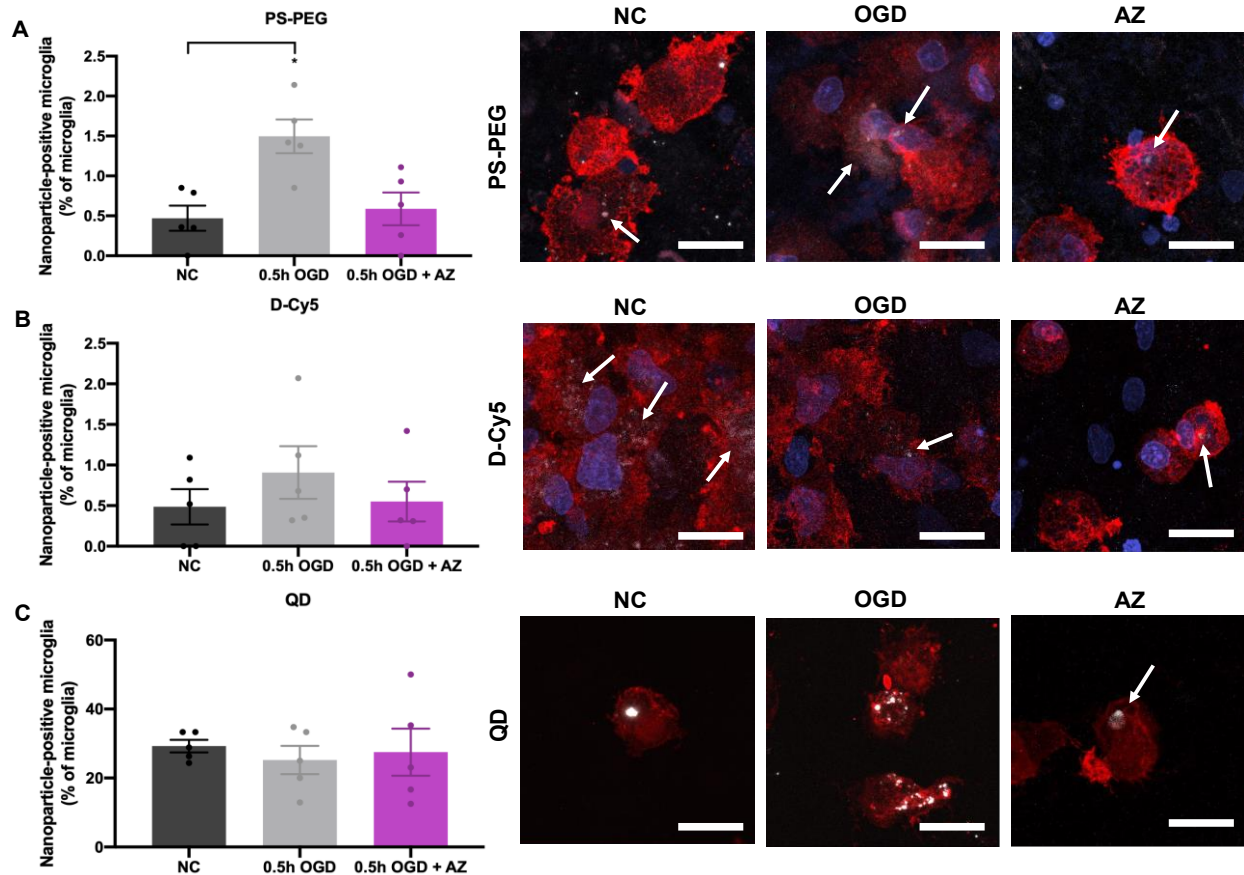 A
PS-PEG
Nanoparticle-positive microglia
(% of microglia)
2.5
2.0
1.5
1.0
0.5
0.0
*
NC
0.5h OGD
0.5h OGD + AZ
NC
OGD
AZ
PS-PEG
B
D-Cy5
Nanoparticle-positive microglia
(% of microglia)
2.5
2.0
1.5
1.0
0.5
0.0
NC
0.5h OGD
0.5h OGD + AZ
NC
OGD
AZ
D-Cy5
C
QD
Nanoparticle-positive microglia
(% of microglia)
60
40
20
0
NC
0.5h OGD
0.5h OGD + AZ
NC
OGD
AZ
QD